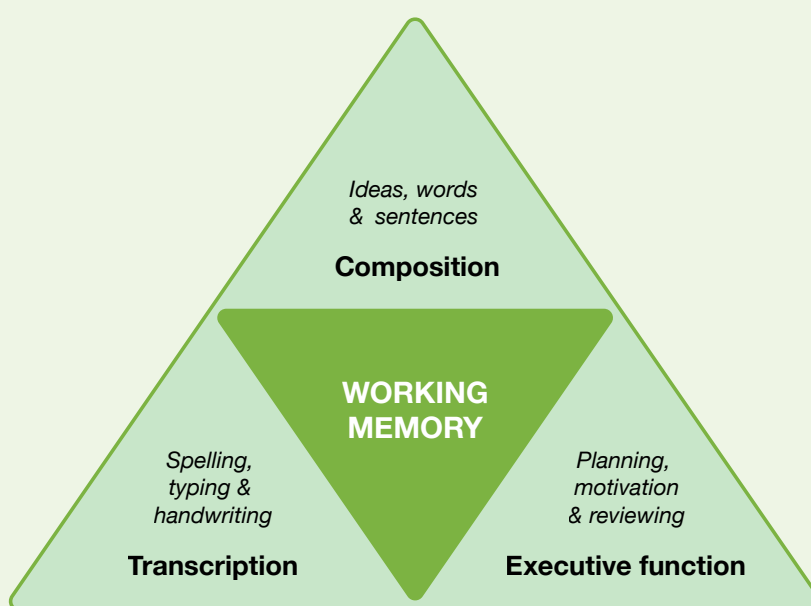 Ideas, words
& sentences
Composition
WORKING
MEMORY
Spelling,
typing &
handwriting
Transcription
Planning,
motivation
& reviewing
Executive function